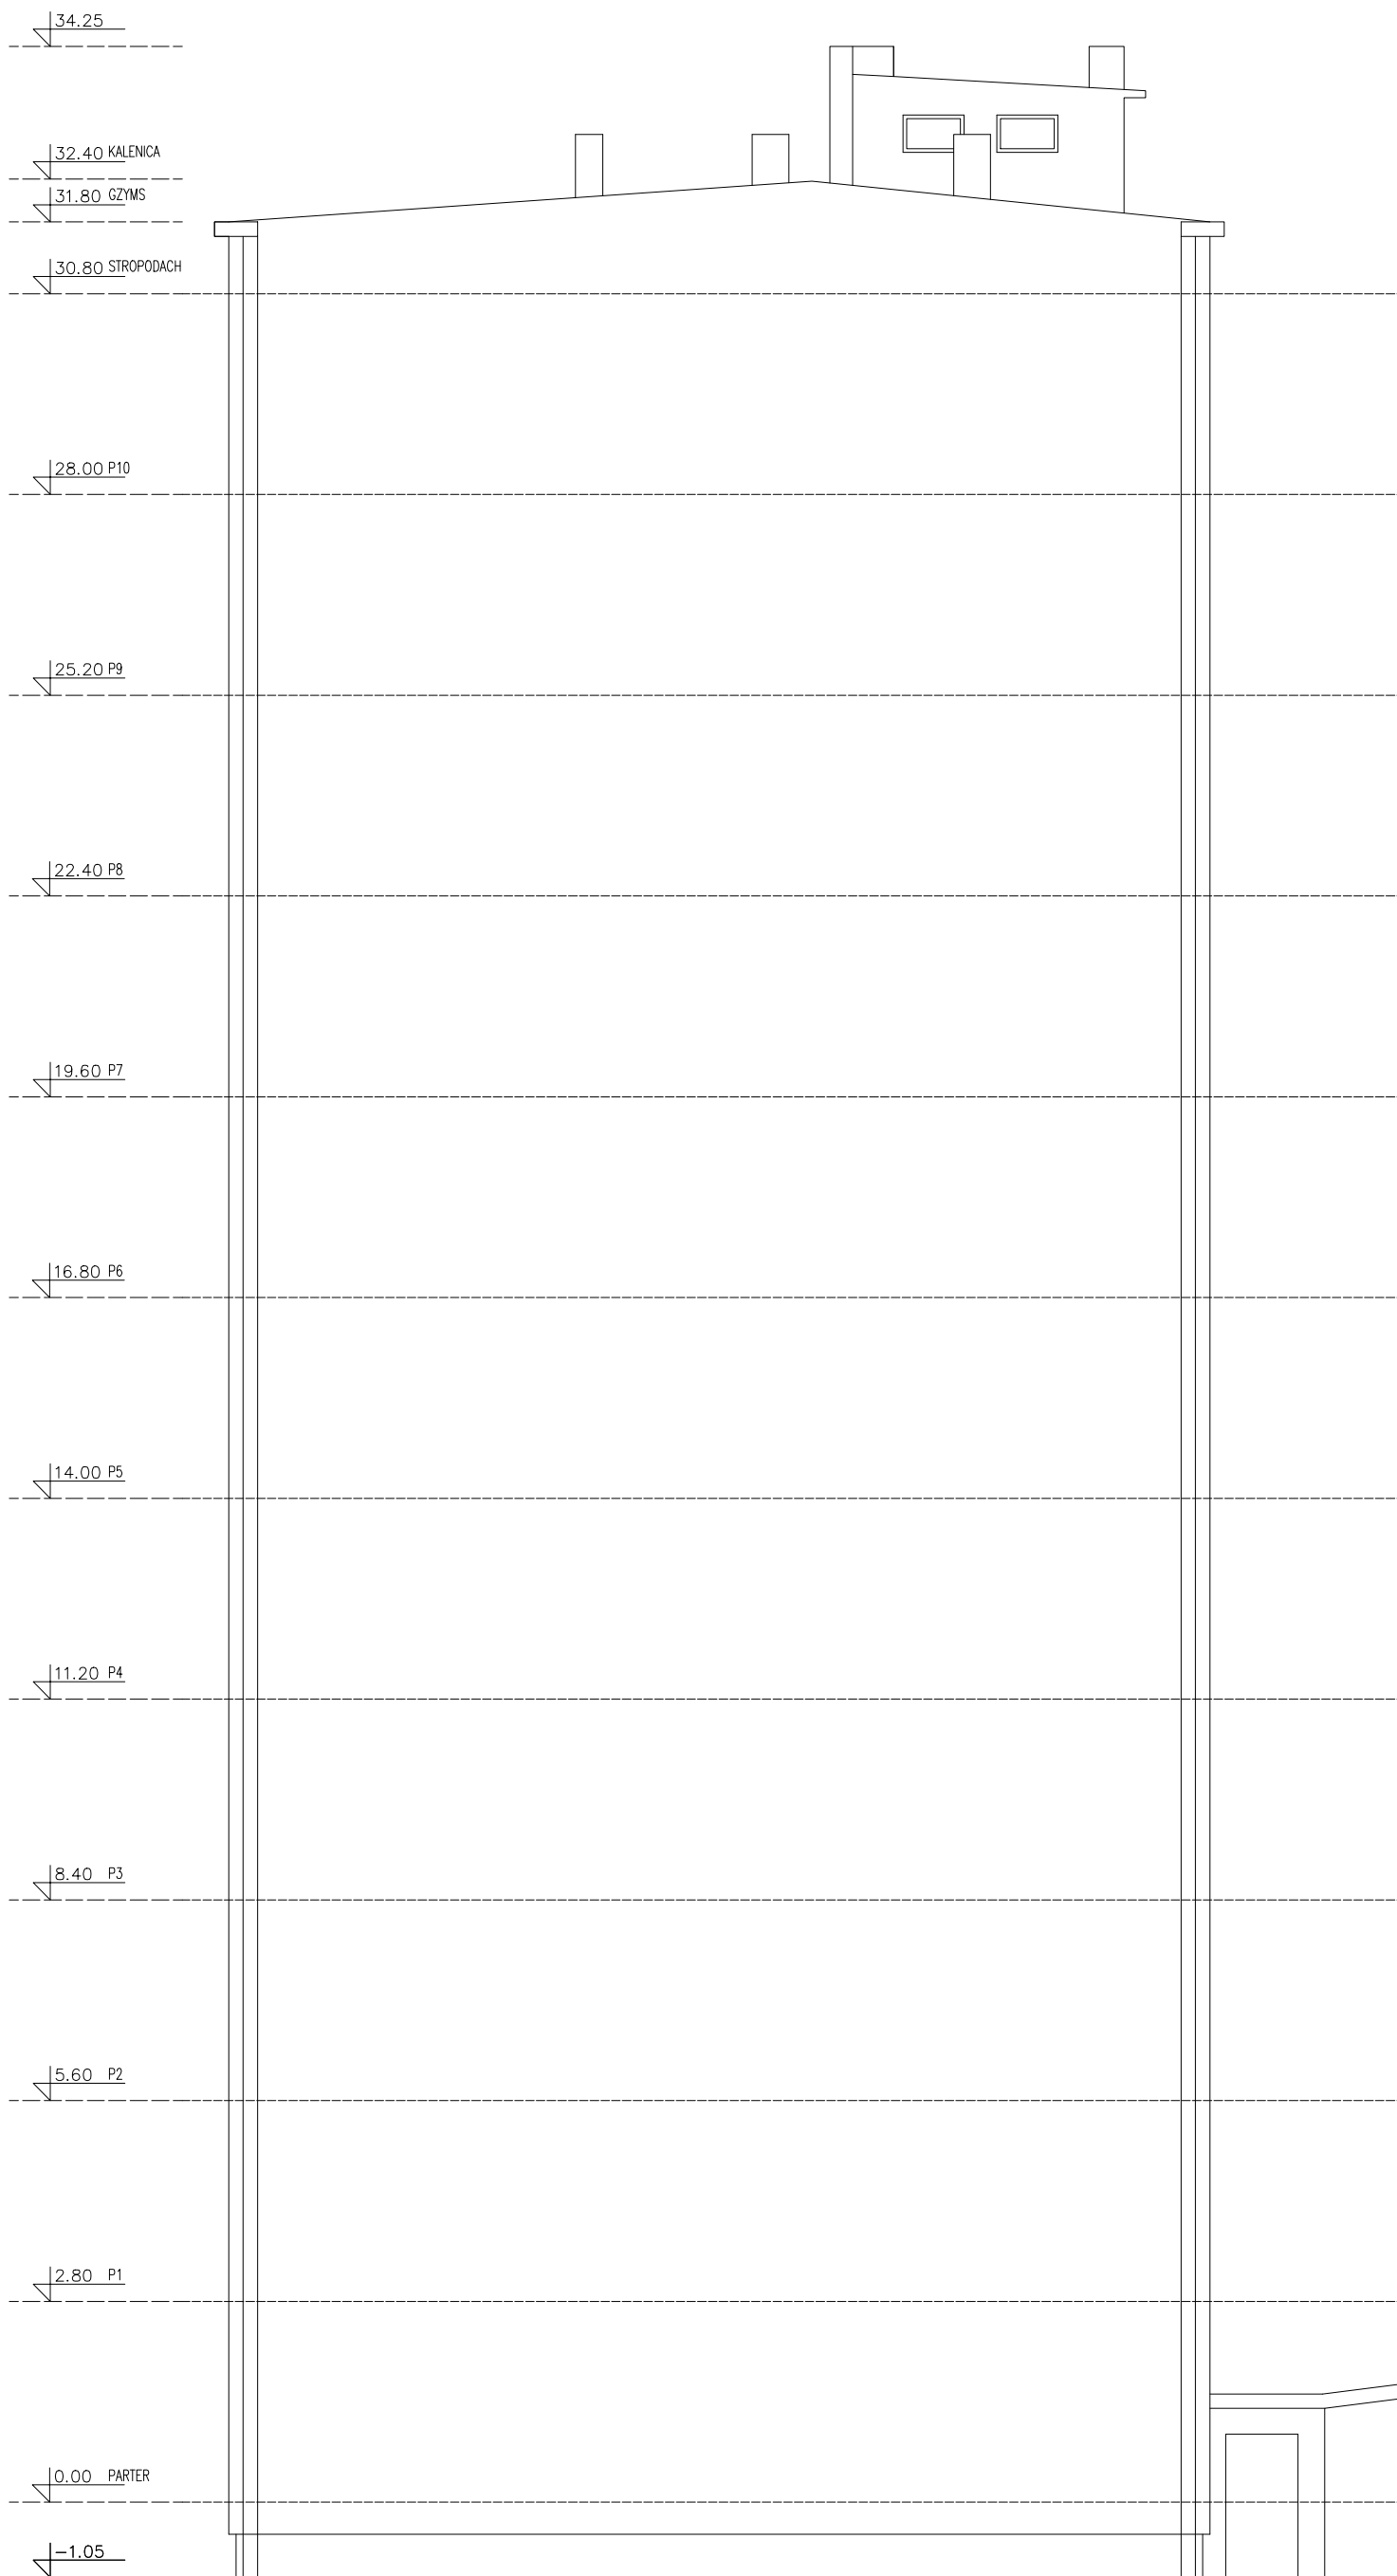 34.25
32.40 KALENICA
31.80 GZYMS
30.80 STROPODACH
28.00 P10
25.20 P9
22.40 P8
19.60 P7
16.80 P6
14.00 P5
11.20 P4
8.40 P3
5.60 P2
2.80 P1
0.00 PARTER
-1.05